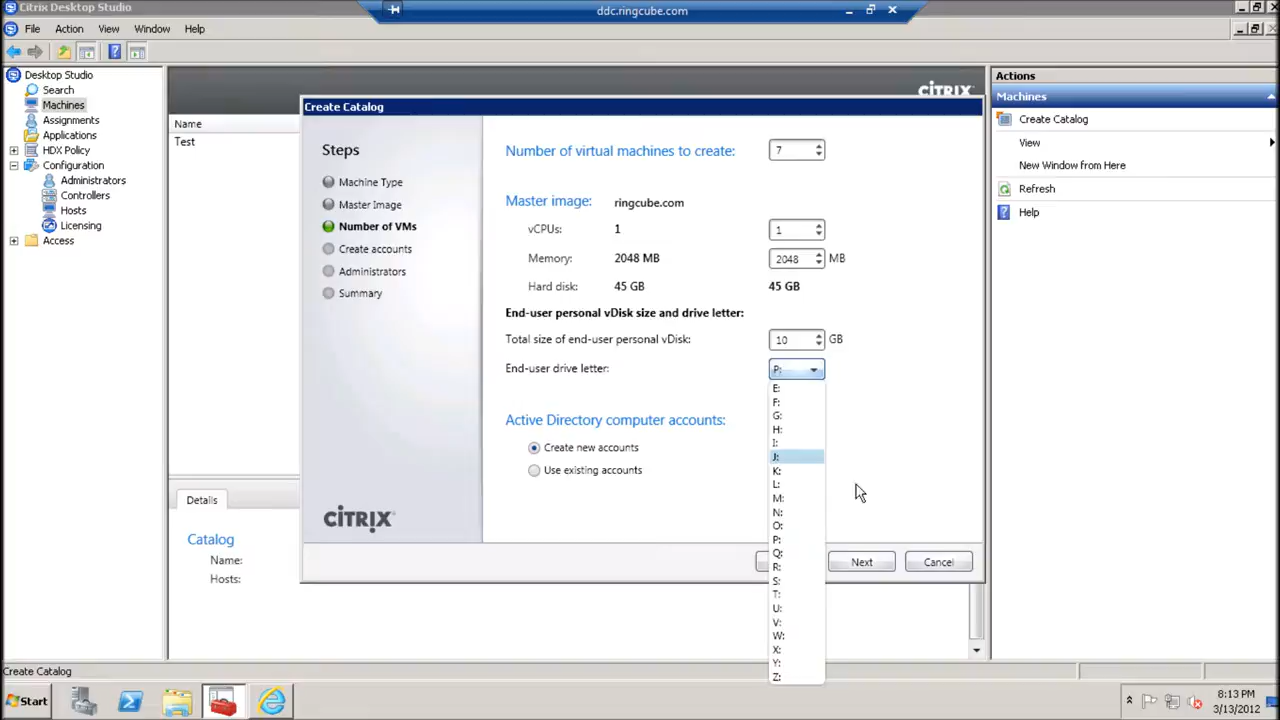 Citrix Desktop Studio
ddc.ringcube.com
File Action View Window Help
Desktop Studio
Search
Machines
Assignments
Applications
HDX Policy
Configuration
Administrators
Controllers
Hosts
Licensing
Access
Name
Test
Details
Catalog
Name:
Hosts:
CITRIX
Create Catalog
Steps
Machine Type
Master Image
Number of VMs
Create accounts
Administrators
Summary
CITRIX
Number of virtual machines to create: 7
Master image: ringcube.com
vCPUs: 1 1
Memory: 2048 MB 2048 MB
Hard disk: 45 GB 45 GB
End-user personal vDisk size and drive letter:
Total size of end-user personal vDisk: 10 GB
End-user drive letter: P:
E:
F:
G:
H:
I:
J:
K:
L:
M:
N:
O:
P:
Q:
R:
S:
T:
U:
V:
W:
X:
Y:
Z:
Active Directory computer accounts:
Create new accounts
Use existing accounts
Next Cancel
Actions
Machines
Create Catalog
View
New Window from Here
Refresh
Help
Create Catalog
Start
8:13 PM
3/13/2012